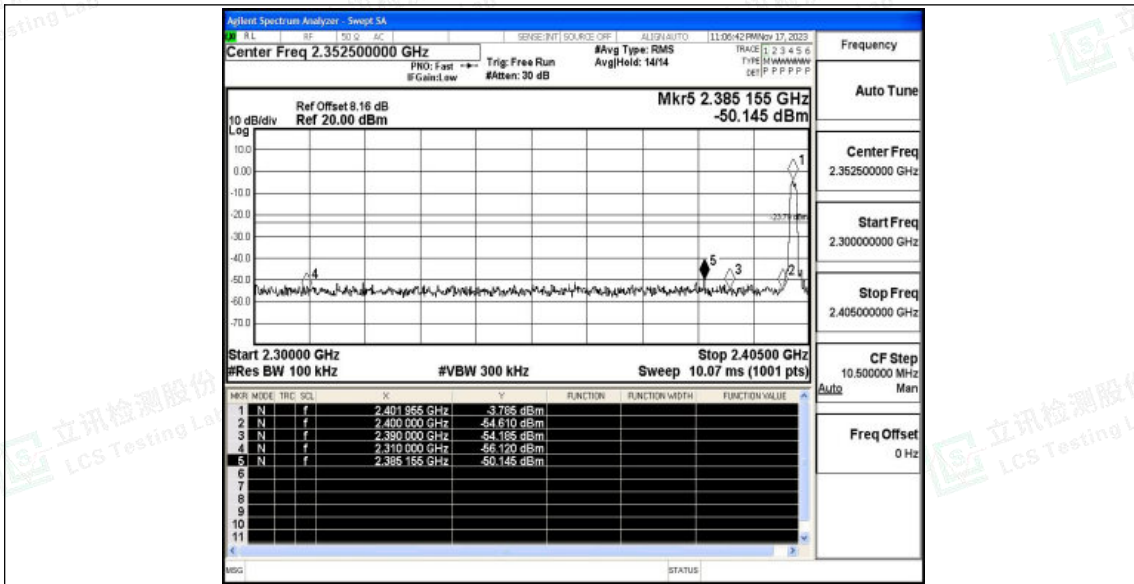 Agilent Spectrum Analyzer - Swept SA
RL RF 50 Ω AC SENSE:INT SOURCE OFF ALIGN AUTO 11:06:42 PM Nov 17, 2023
Center Freq 2.352500000 GHz
PNO: Fast
IFGain:Low
Trig: Free Run
#Atten: 30 dB
#Avg Type: RMS
Avg|Hold: 14/14
TRACE 1 2 3 4 5 6
TYPE M W W W W W
DET P P P P P P
Frequency
Auto Tune
Center Freq
2.352500000 GHz
Start Freq
2.300000000 GHz
Stop Freq
2.405000000 GHz
CF Step
10.500000 MHz
Auto Man
Freq Offset
0 Hz
Mkr5 2.385 155 GHz
-50.145 dBm
Ref Offset 8.16 dB
10 dB/div Ref 20.00 dBm
Log
10.0
0.00
-10.0
-20.0
-30.0
-40.0
-50.0
-60.0
-70.0
1
5
3
2
4
Start 2.30000 GHz Stop 2.40500 GHz
#Res BW 100 kHz #VBW 300 kHz Sweep 10.07 ms (1001 pts)
MKR MODE TRC SCL X Y FUNCTION FUNCTION WIDTH FUNCTION VALUE
1 N f 2.401 955 GHz -3.785 dBm
2 N f 2.400 000 GHz -54.610 dBm
3 N f 2.390 000 GHz -54.185 dBm
4 N f 2.310 000 GHz -56.120 dBm
5 N f 2.385 155 GHz -50.145 dBm
6
7
8
9
10
11
MSG STATUS
立讯检测股份
LCS Testing Lab
立讯检测股份
LCS Testing Lab